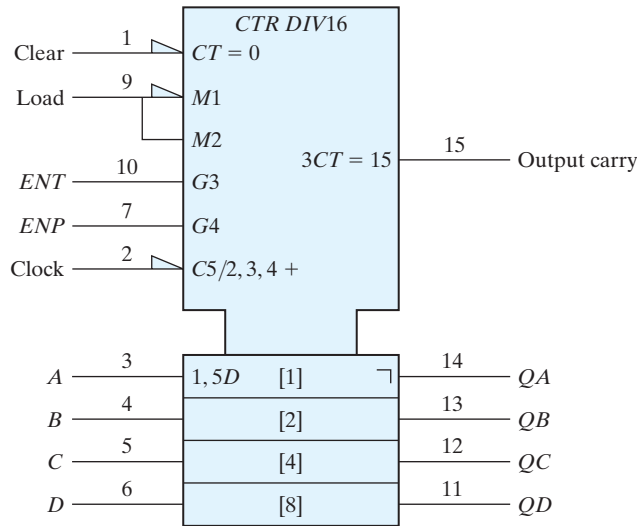 CTR DIV16
Clear 1 CT = 0
Load 9 M1
M2
3CT = 15 15 Output carry
ENT 10 G3
ENP 7 G4
Clock 2 C5/2, 3, 4 +
A 3 1, 5D [1] 14 QA
B 4 [2] 13 QB
C 5 [4] 12 QC
D 6 [8] 11 QD